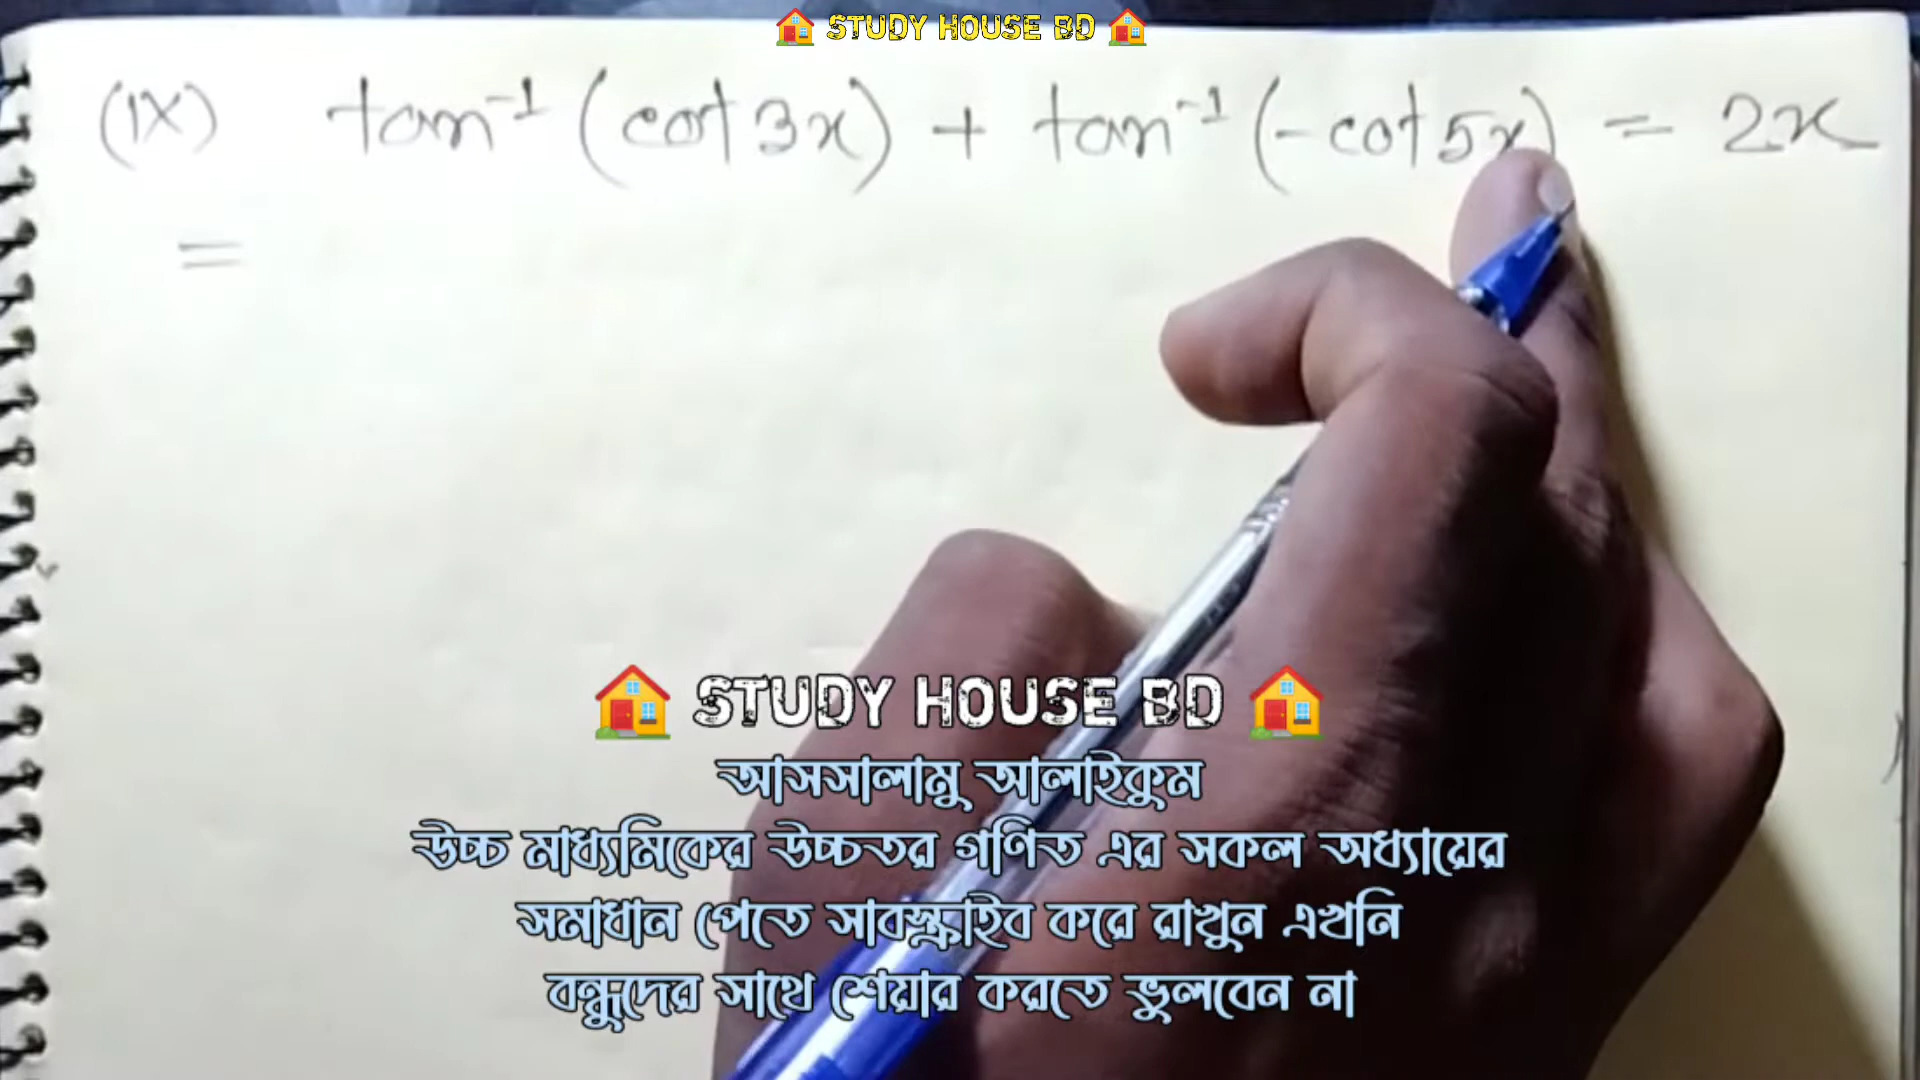 🏠 STUDY HOUSE BD 🏠
(IX) tan⁻¹ (cot 3x) + tan⁻¹ (-cot 5x) = 2x
=
🏠 STUDY HOUSE BD 🏠
আসসালামু আলাইকুম
উচ্চ মাধ্যমিকের উচ্চতর গণিত এর সকল অধ্যায়ের
সমাধান পেতে সাবস্ক্রাইব করে রাখুন এখনি
বন্ধুদের সাথে শেয়ার করতে ভুলবেন না